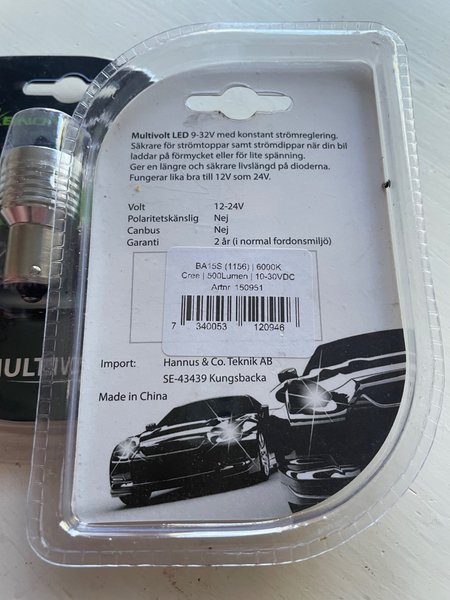 Multivolt LED 9-32V med konstant strömreglering.
Säkrare för strömtoppar samt strömdippar när din bil
laddar på förmycket eller för lite spänning.
Ger en längre och säkrare livslängd på dioderna.
Fungerar lika bra till 12V som 24V.
Volt 12-24V
Polaritetskänslig Nej
Canbus Nej
Garanti 2 år (i normal fordonsmiljö)
BA15S (1156) | 6000K
Cree | 500Lumen | 10-30VDC
Artnr 150951
7 340053 120946
Import: Hannus & Co. Teknik AB
SE-43439 Kungsbacka
Made in China